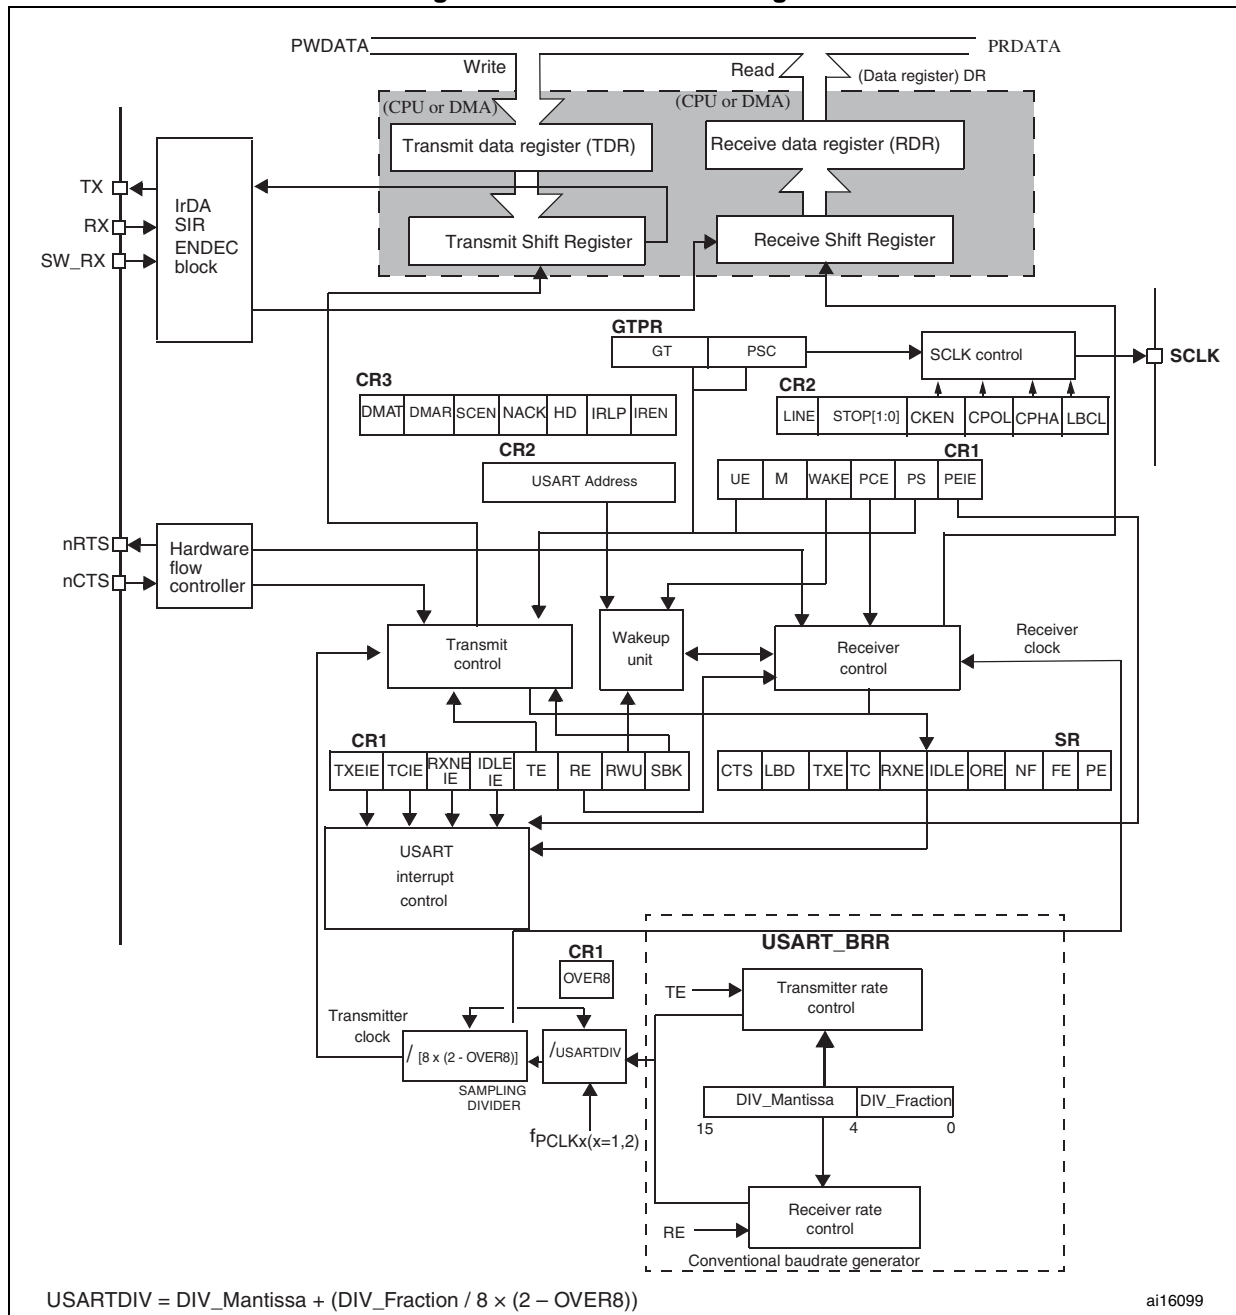 PWDATA
PRDATA
Write
Read
(Data register) DR
(CPU or DMA)
(CPU or DMA)
Transmit data register (TDR)
Receive data register (RDR)
TX
RX
SW_RX
IrDA
SIR
ENDEC
block
Transmit Shift Register
Receive Shift Register
GTPR
GT
PSC
SCLK control
SCLK
CR3
DMAT
DMAR
SCEN
NACK
HD
IRLP
IREN
CR2
LINE
STOP[1:0]
CKEN
CPOL
CPHA
LBCL
CR2
USART Address
CR1
UE
M
WAKE
PCE
PS
PEIE
nRTS
nCTS
Hardware
flow
controller
Transmit
control
Wakeup
unit
Receiver
control
Receiver
clock
CR1
TXEIE
TCIE
RXNE
IE
IDLE
IE
TE
RE
RWU
SBK
SR
CTS
LBD
TXE
TC
RXNE
IDLE
ORE
NF
FE
PE
USART
interrupt
control
CR1
OVER8
USART_BRR
TE
Transmitter rate
control
Transmitter
clock
/ [8 x (2 - OVER8)]
/USARTDIV
SAMPLING
DIVIDER
fPCLKx(x=1,2)
DIV_Mantissa
DIV_Fraction
15
4
0
RE
Receiver rate
control
Conventional baudrate generator
USARTDIV = DIV_Mantissa + (DIV_Fraction / 8 × (2 – OVER8))
ai16099